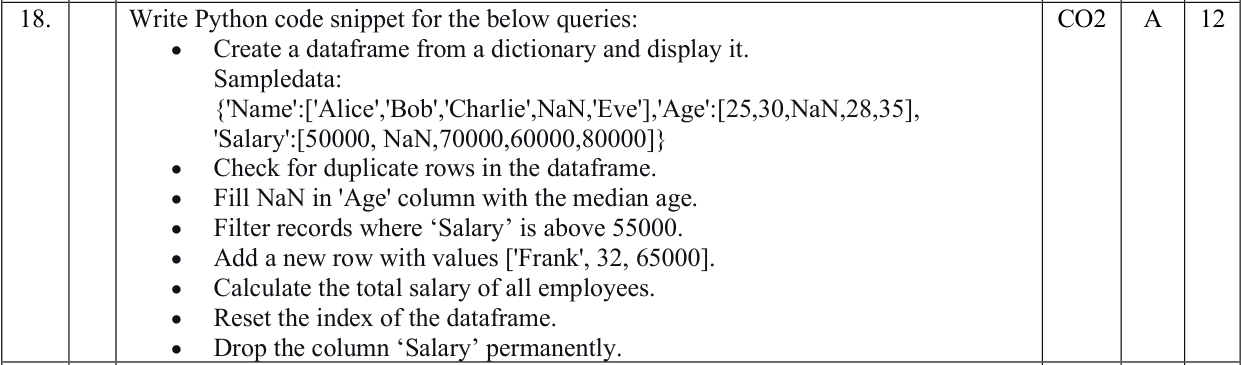 18. Write Python code snippet for the below queries: CO2 A 12
• Create a dataframe from a dictionary and display it.
Sampledata:
{'Name':['Alice','Bob','Charlie',NaN,'Eve'],'Age':[25,30,NaN,28,35],
'Salary':[50000, NaN,70000,60000,80000]}
• Check for duplicate rows in the dataframe.
• Fill NaN in 'Age' column with the median age.
• Filter records where ‘Salary’ is above 55000.
• Add a new row with values ['Frank', 32, 65000].
• Calculate the total salary of all employees.
• Reset the index of the dataframe.
• Drop the column ‘Salary’ permanently.